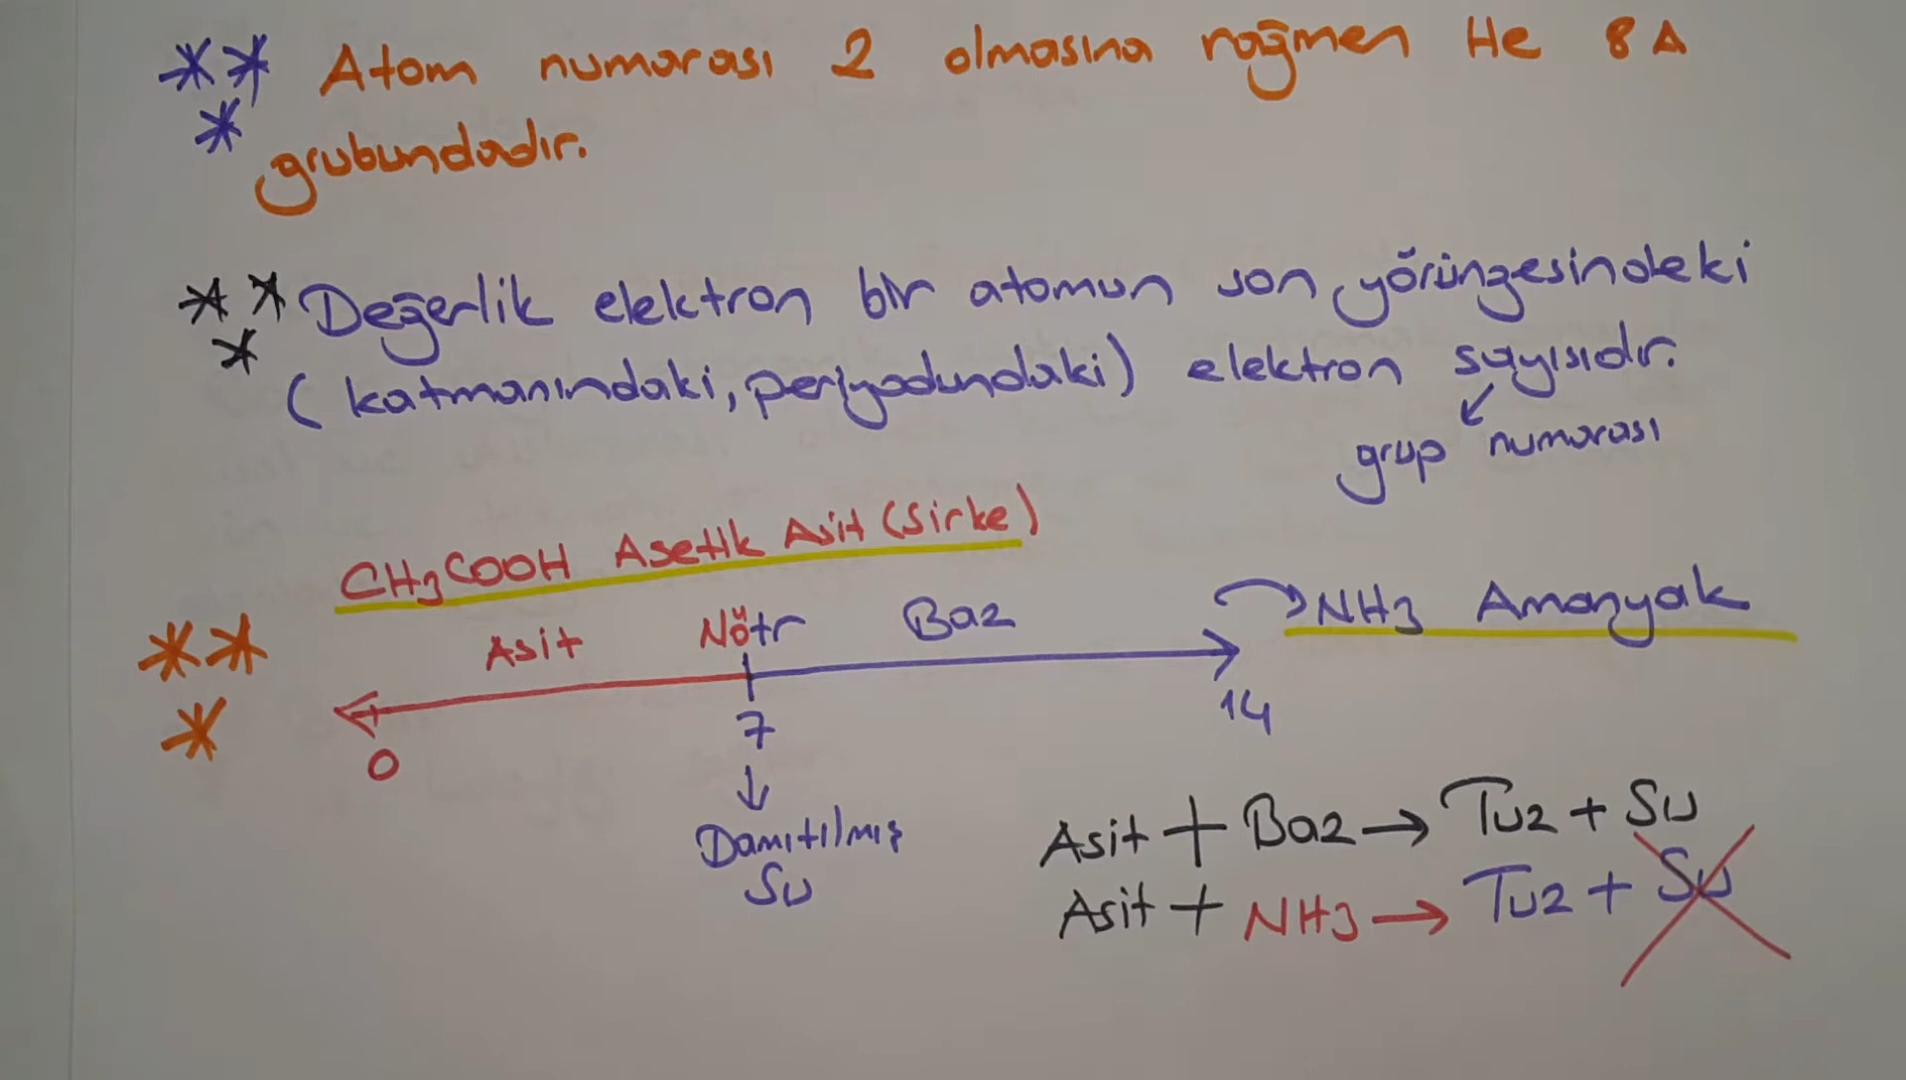 ** Atom numarası 2 olmasına rağmen He 8A
* grubundadır.
** Değerlik elektron bir atomun son yörüngesindeki
* (katmanındaki, periyodundaki) elektron sayısıdır.
grup numarası
CH3COOH Asetik Asit (Sirke)
NH3 Amonyak
** Asit Nötr Baz
*
0 7 14
Damıtılmış
Su
Asit + Baz → Tuz + Su
Asit + NH3 → Tuz + Su